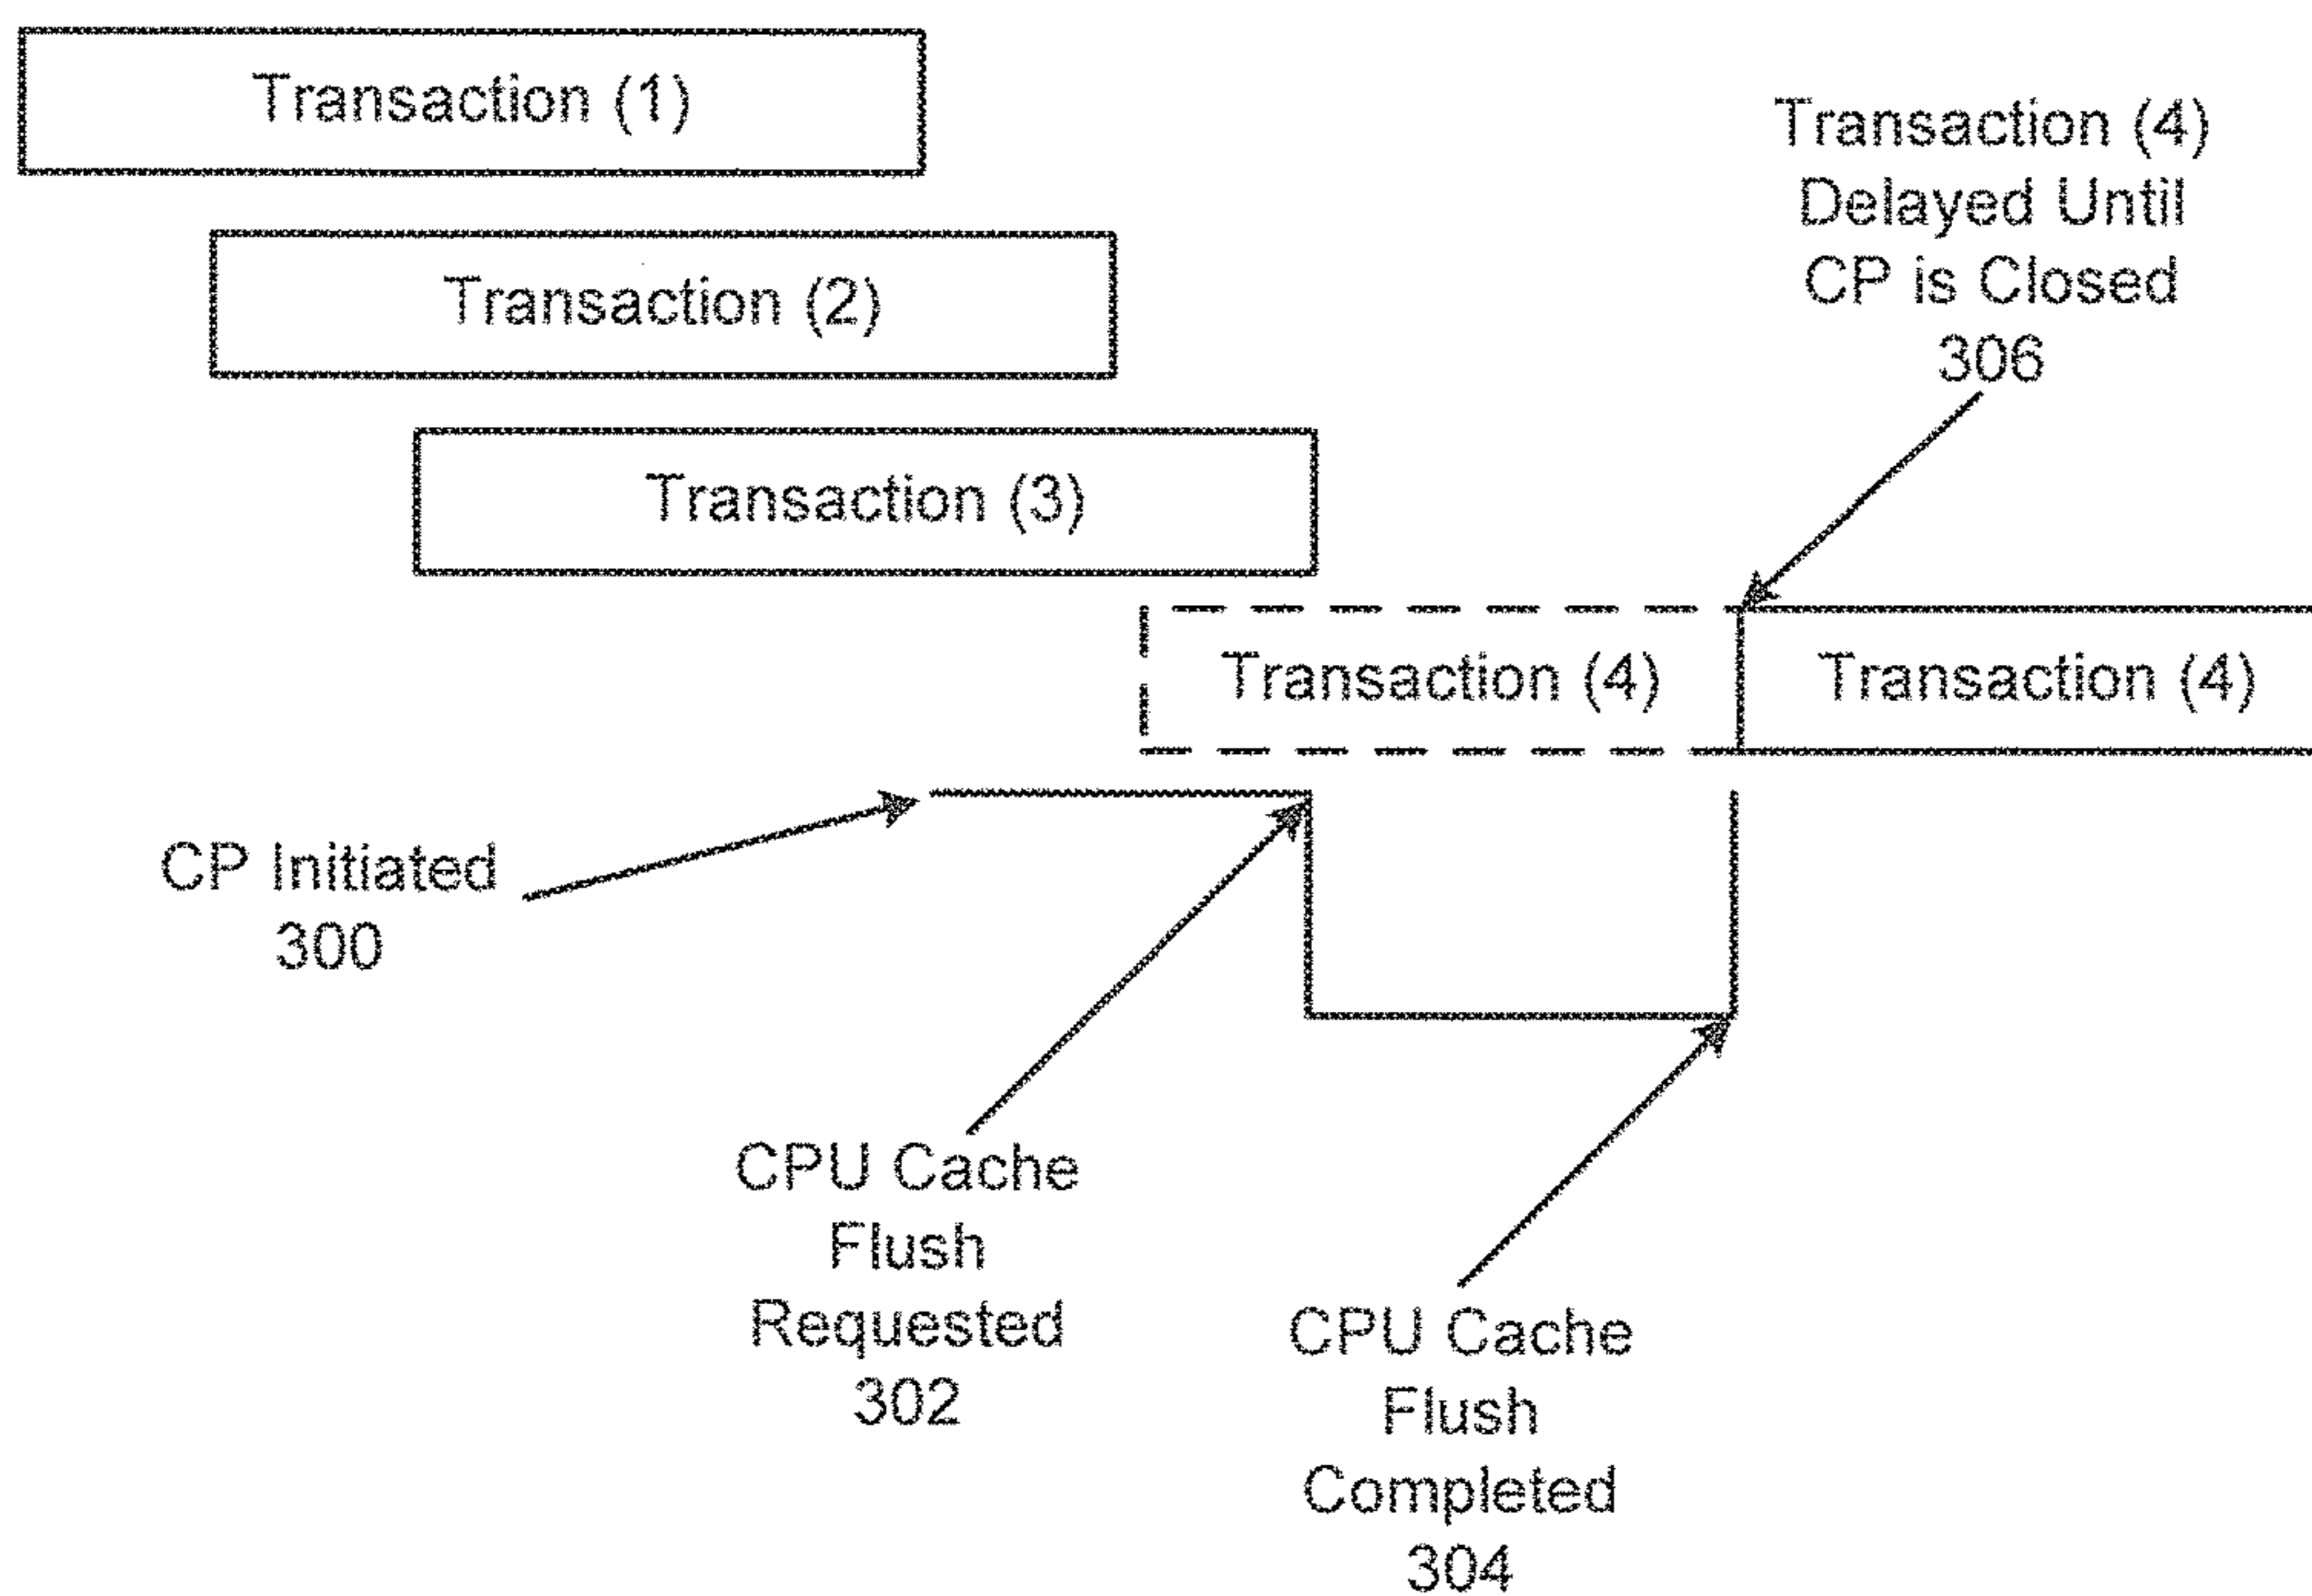 Transaction (1)
Transaction (4)
Delayed Until
CP is Closed
306
Transaction (2)
Transaction (3)
Transaction (4)
Transaction (4)
CP Initiated
300
CPU Cache
Flush
Requested
302
CPU Cache
Flush
Completed
304